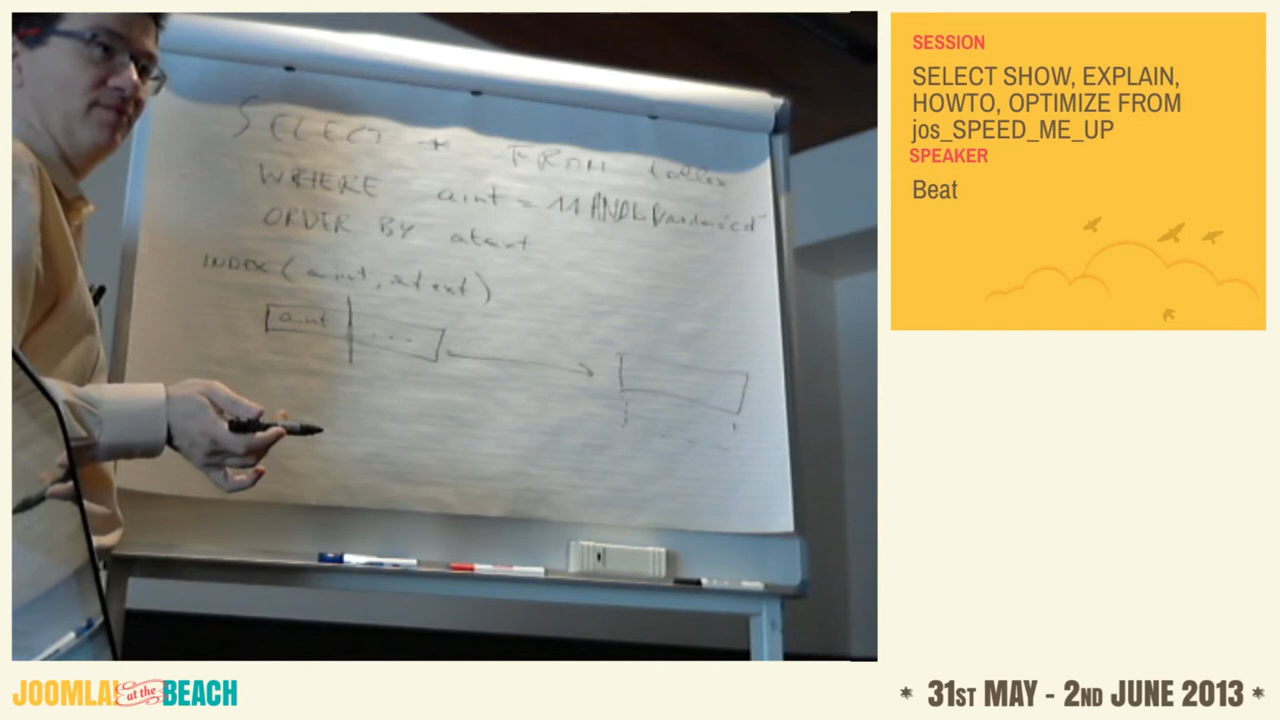 SELECT * FROM
WHERE aint = 11 AND
ORDER BY atext
INDEX (aint, atext)
aint ...
SESSION
SELECT SHOW, EXPLAIN,
HOWTO, OPTIMIZE FROM
jos_SPEED_ME_UP
SPEAKER
Beat
JOOMLA! at the BEACH
* 31ST MAY - 2ND JUNE 2013 *